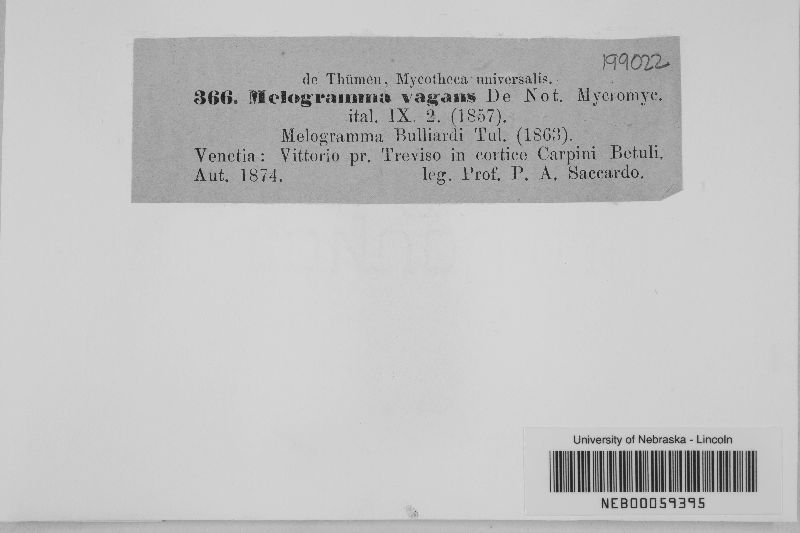 199022
de Thümen, Mycotheca universalis.
366. Melogramma vagans De Not. Mycromyc.
ital. IX. 2. (1857).
Melogramma Bulliardi Tul. (1863).
Venetia: Vittorio pr. Treviso in cortice Carpini Betuli.
Aut. 1874. leg. Prof. P. A. Saccardo.
University of Nebraska - Lincoln
NEB00059395